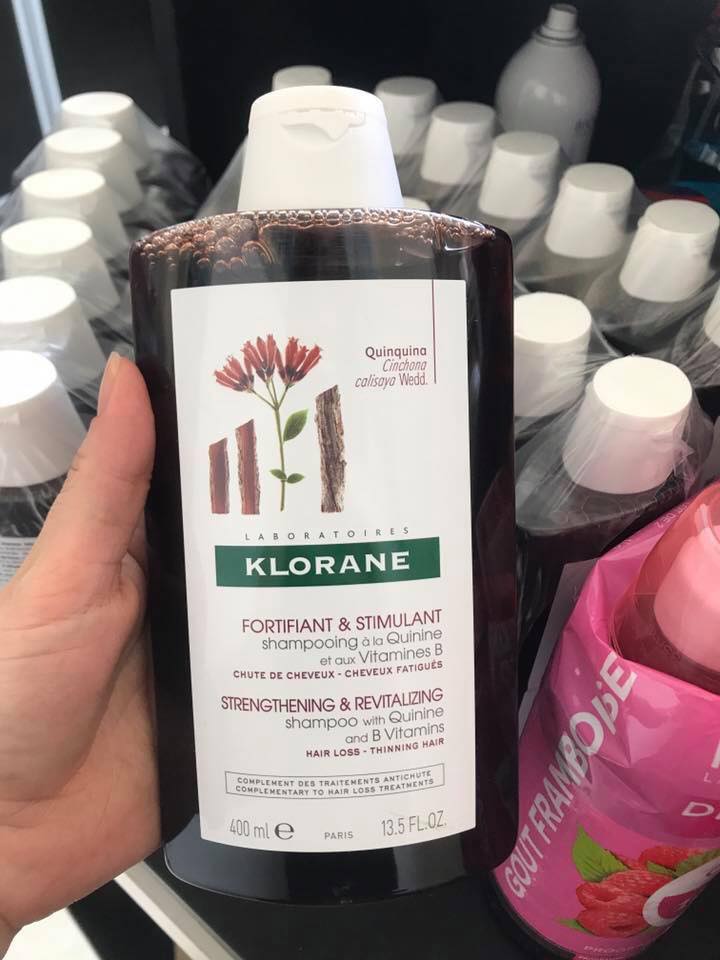 Quinquina
Cinchona
calisaya Wedd.
LABORATOIRES
KLORANE
FORTIFIANT & STIMULANT
shampooing à la Quinine
et aux Vitamines B
CHUTE DE CHEVEUX - CHEVEUX FATIGUÉS
STRENGTHENING & REVITALIZING
shampoo with Quinine
and B Vitamins
HAIR LOSS - THINNING HAIR
COMPLEMENT DES TRAITEMENTS ANTICHUTE
COMPLEMENTARY TO HAIR LOSS TREATMENTS
400 ml e
PARIS
13.5 FL.OZ.
GOUT FRAMBOISE